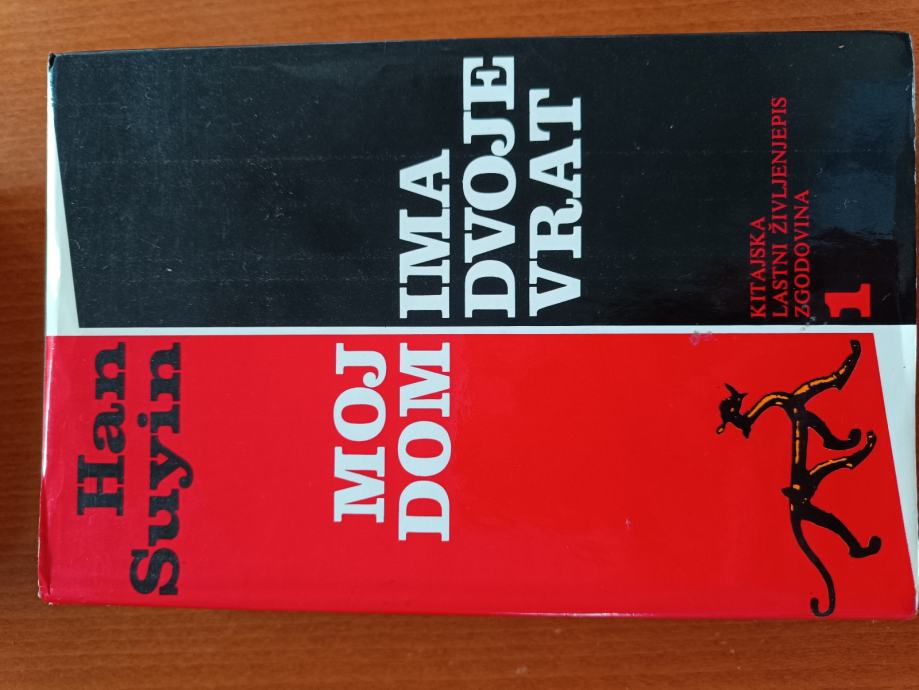 Han
Suyin
MOJ
DOM IMA
DVOJE
VRAT
KITAJSKA
LASTNI ŽIVLJENJEPIS
ZGODOVINA
1